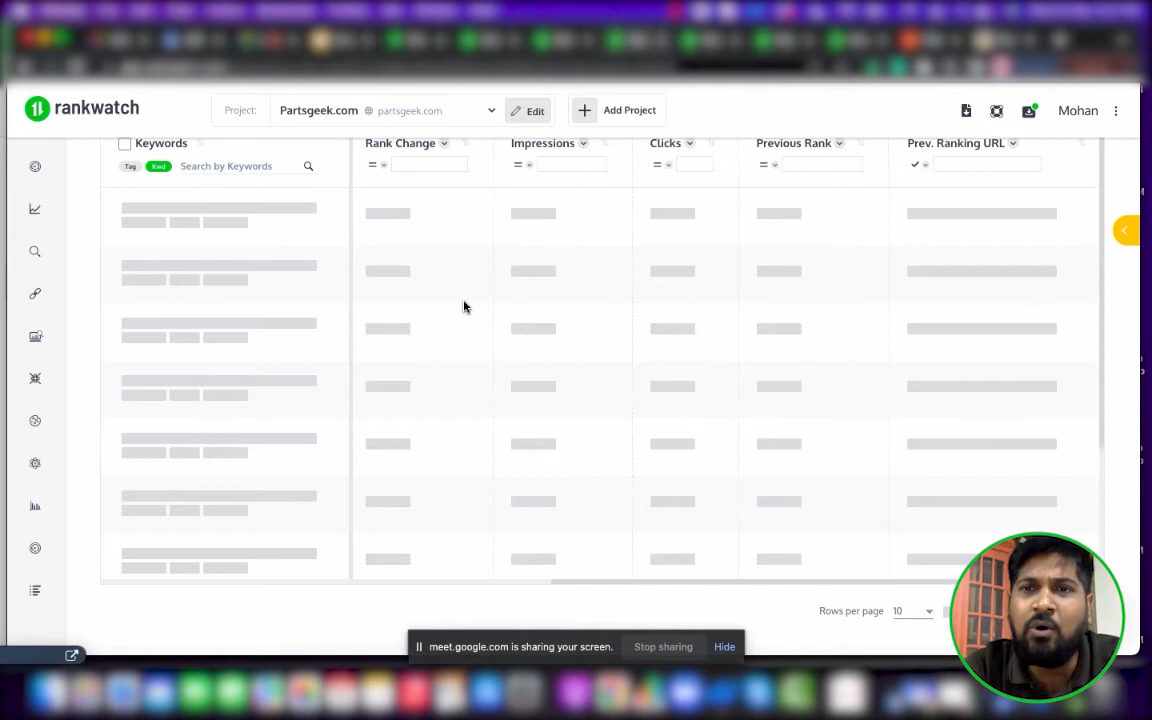 rankwatch
Project: Partsgeek.com partsgeek.com Edit Add Project Mohan
Keywords Rank Change Impressions Clicks Previous Rank Prev. Ranking URL
Tag Kwd Search by Keywords = = = =
Rows per page 10
meet.google.com is sharing your screen. Stop sharing Hide